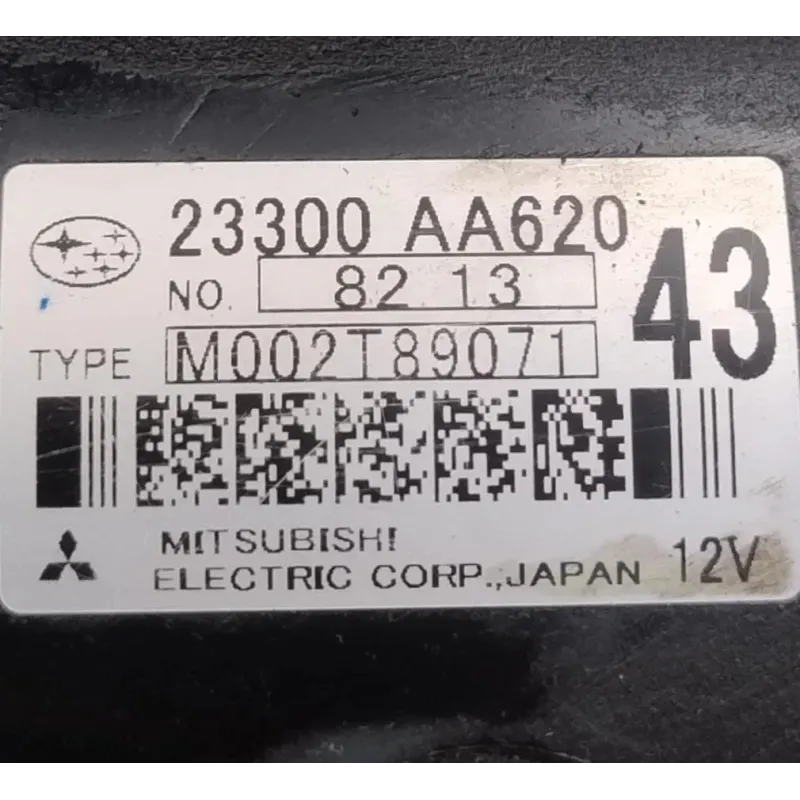 23300 AA620
NO. 82 13
43
TYPE M002T89071
MITSUBISHI
ELECTRIC CORP.,JAPAN 12V